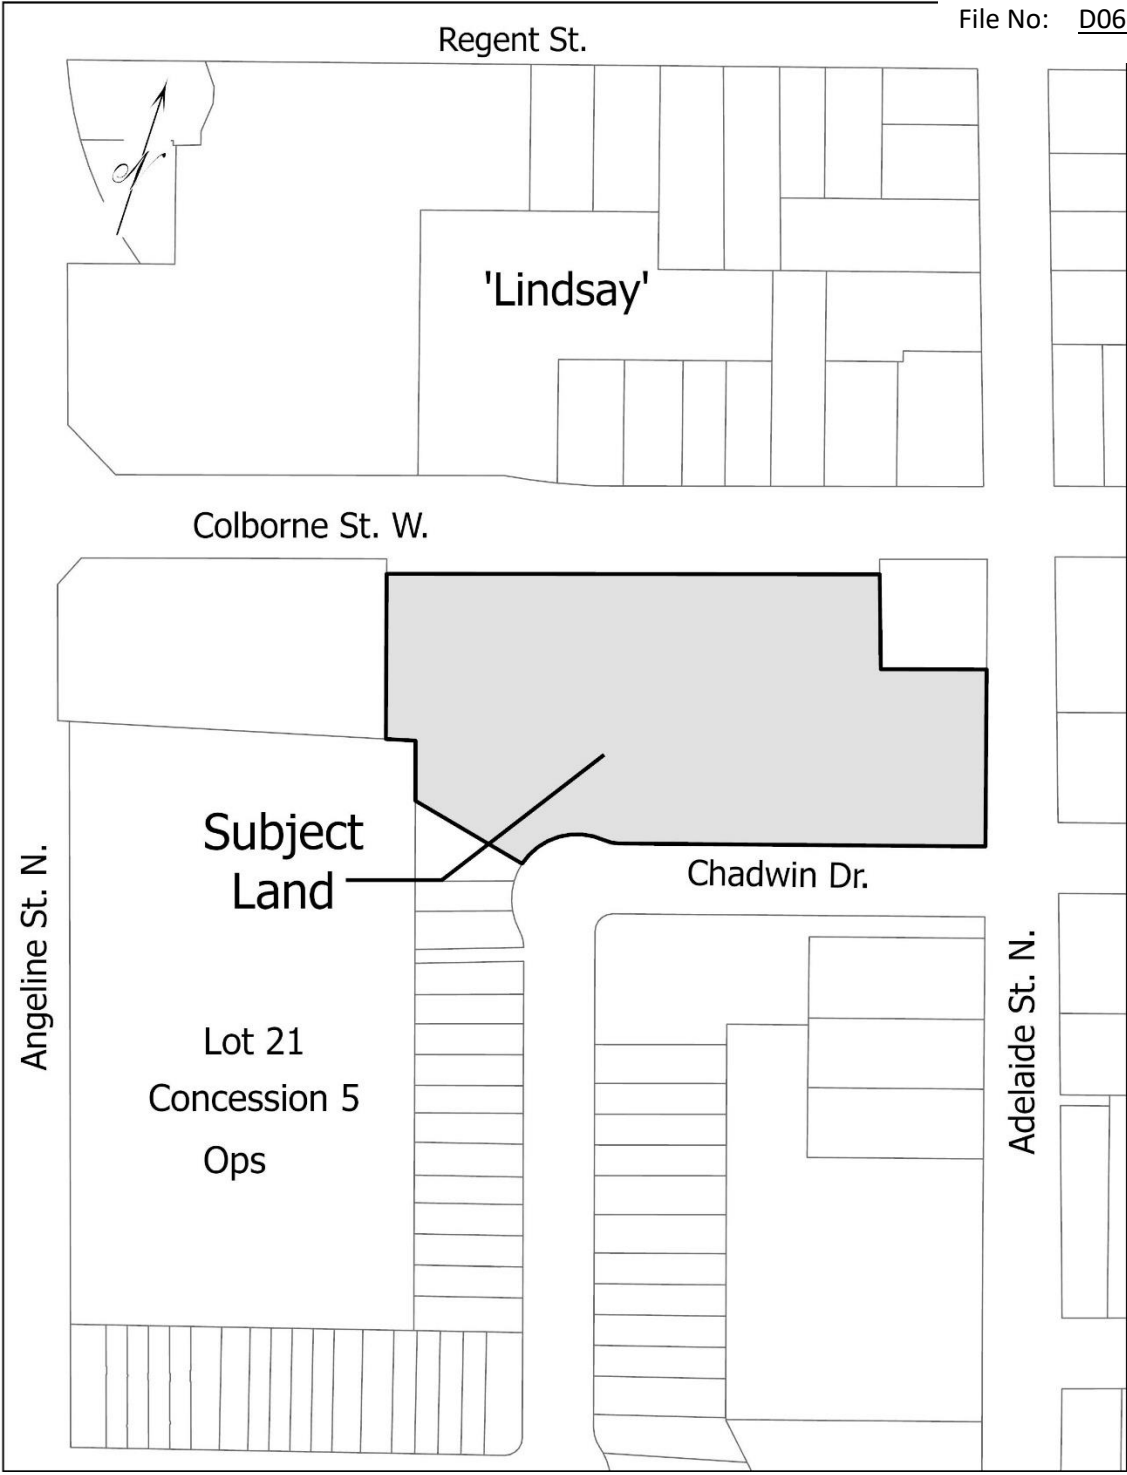 File No: D06
Regent St.
N
'Lindsay'
Colborne St. W.
Subject
Land
Chadwin Dr.
Angeline St. N.
Adelaide St. N.
Lot 21
Concession 5
Ops